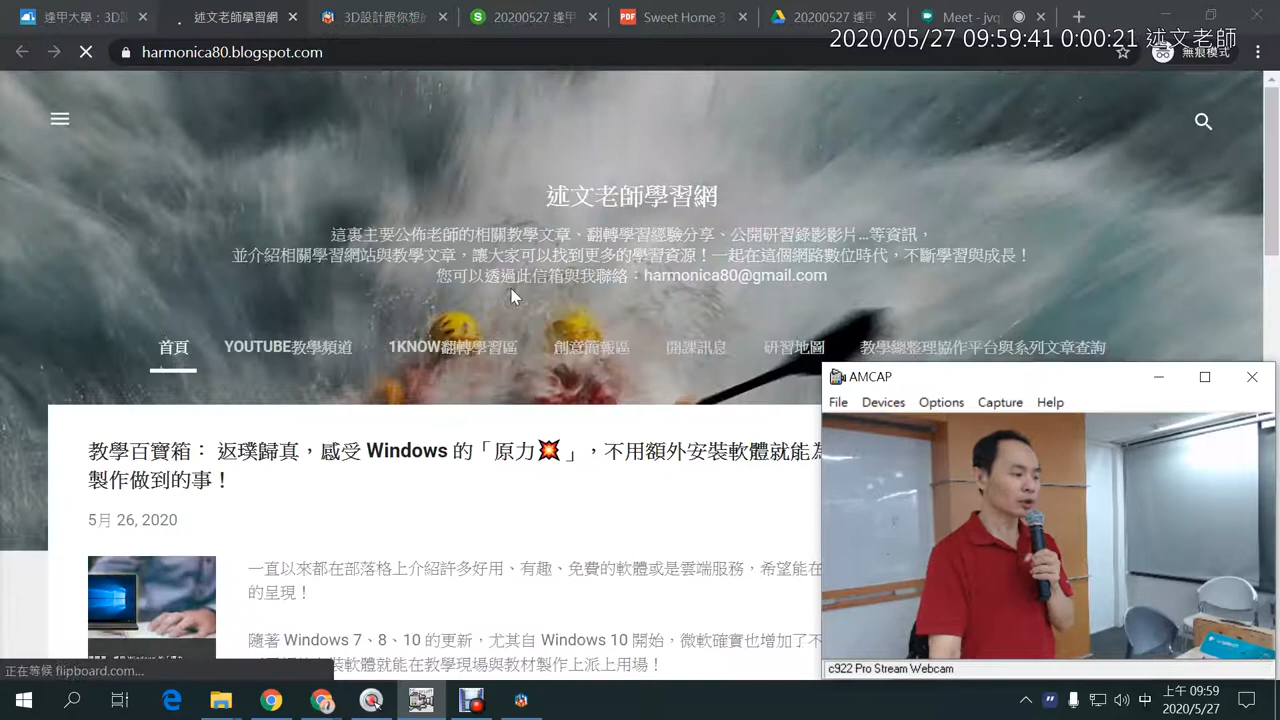 逢甲大學：3D設
述文老師學習網
3D設計跟你想的
20200527 逢甲
Sweet Home 3
20200527 逢甲
Meet - jvq
2020/05/27 09:59:41 0:00:21 述文老師
harmonica80.blogspot.com
無痕模式
述文老師學習網
這裏主要公佈老師的相關教學文章、翻轉學習經驗分享、公開研習錄影影片...等資訊，
並介紹相關學習網站與教學文章，讓大家可以找到更多的學習資源！一起在這個網路數位時代，不斷學習與成長！
您可以透過此信箱與我聯絡：harmonica80@gmail.com
首頁 YOUTUBE教學頻道 1KNOW翻轉學習區 創意簡報區 開課訊息 研習地圖 教學總整理協作平台與系列文章查詢
AMCAP
File Devices Options Capture Help
教學百寶箱： 返璞歸真，感受 Windows 的「原力💥」，不用額外安裝軟體就能為
製作做到的事！
5月 26, 2020
一直以來都在部落格上介紹許多好用、有趣、免費的軟體或是雲端服務，希望能在
的呈現！
隨著 Windows 7、8、10 的更新，尤其自 Windows 10 開始，微軟確實也增加了不
安裝軟體就能在教學現場與教材製作上派上用場！
正在等候 flipboard.com...
c922 Pro Stream Webcam
中
上午 09:59
2020/5/27